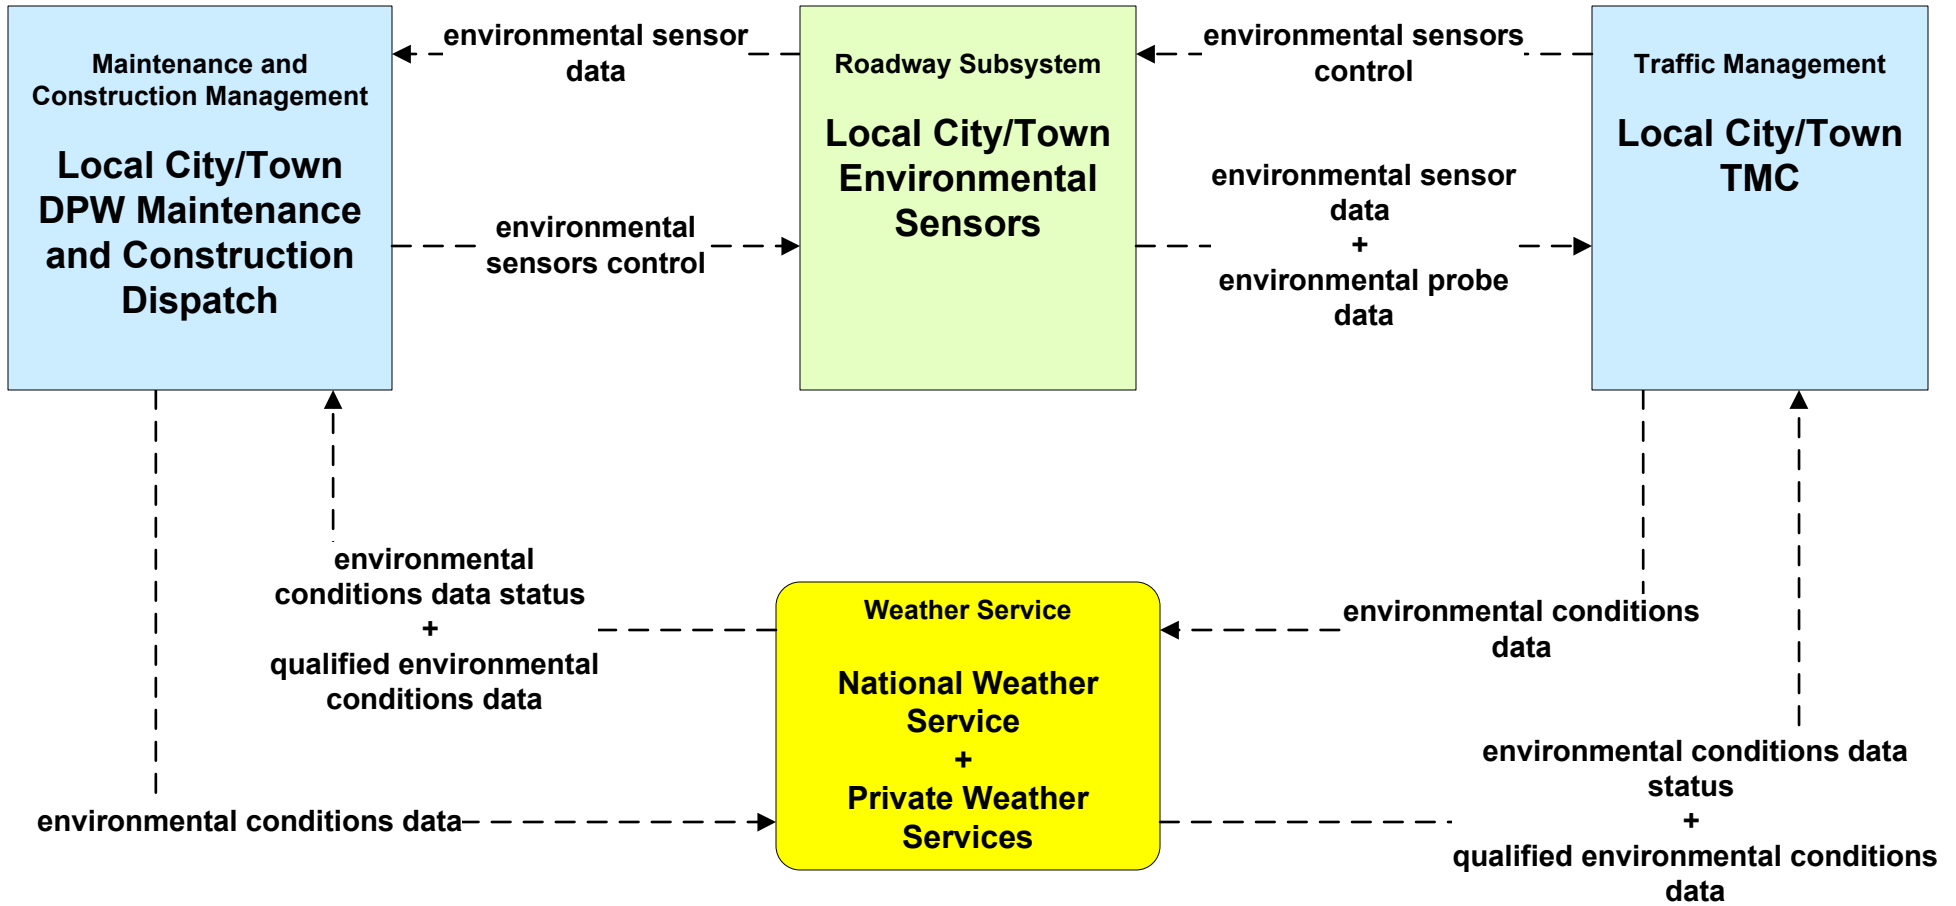 Maintenance and
Construction Management
Local City/Town
DPW Maintenance
and Construction
Dispatch
environmental sensor
data
environmental
sensors control
Roadway Subsystem
Local City/Town
Environmental
Sensors
environmental sensors
control
environmental sensor
data
+
environmental probe
data
Traffic Management
Local City/Town
TMC
environmental
conditions data status
+
qualified environmental
conditions data
environmental conditions data
Weather Service
National Weather
Service
+
Private Weather
Services
environmental conditions
data
environmental conditions data
status
+
qualified environmental conditions
data